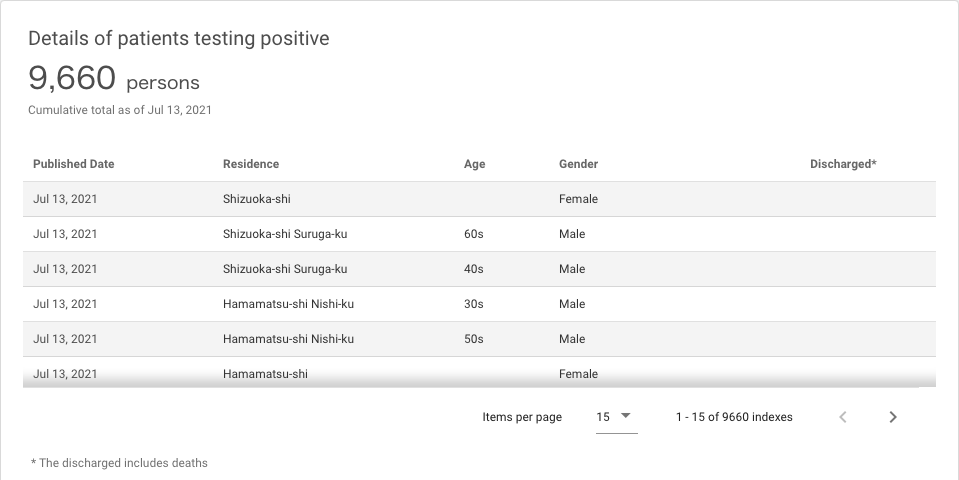 Details of patients testing positive
9,660 persons
Cumulative total as of Jul 13, 2021
Published Date Residence Age Gender Discharged*
Jul 13, 2021 Shizuoka-shi Female
Jul 13, 2021 Shizuoka-shi Suruga-ku 60s Male
Jul 13, 2021 Shizuoka-shi Suruga-ku 40s Male
Jul 13, 2021 Hamamatsu-shi Nishi-ku 30s Male
Jul 13, 2021 Hamamatsu-shi Nishi-ku 50s Male
Jul 13, 2021 Hamamatsu-shi Female
Items per page 15 1 - 15 of 9660 indexes
* The discharged includes deaths